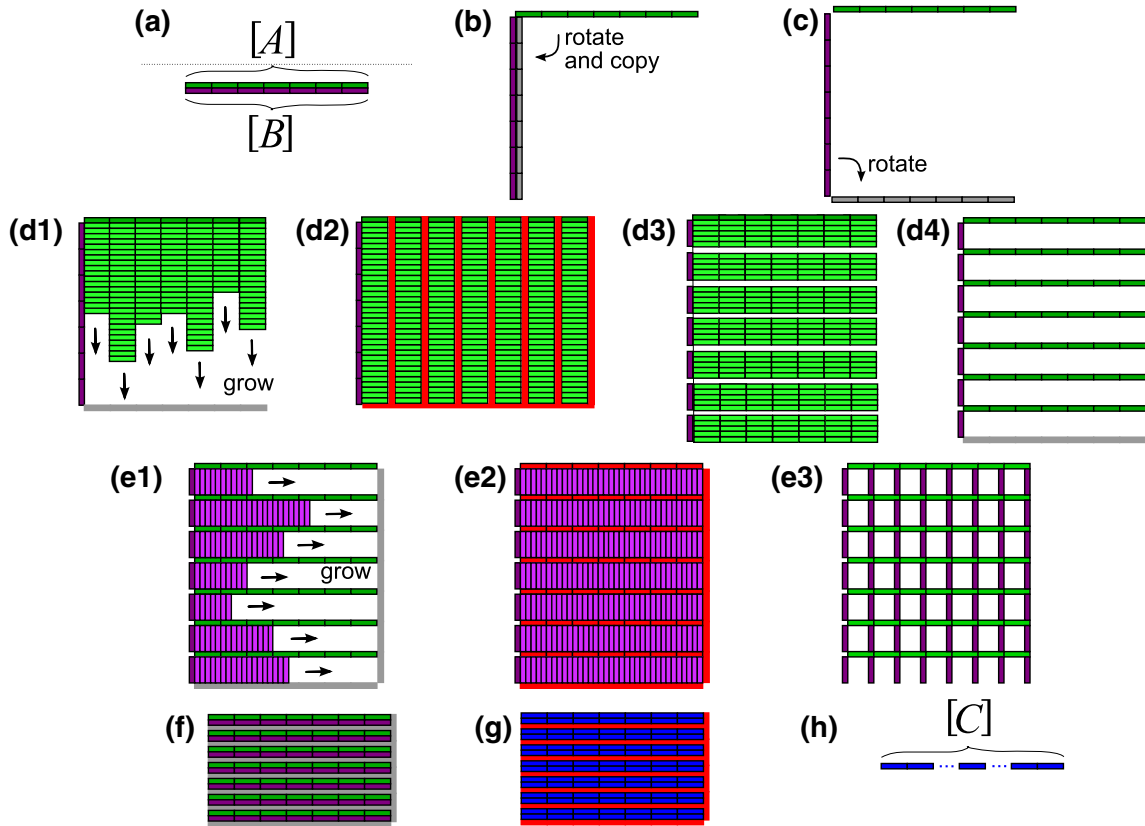 (a)
[A]
[B]
(b)
rotate
and copy
(c)
rotate
(d1)
grow
(d2)
(d3)
(d4)
(e1)
grow
(e2)
(e3)
(f)
(g)
(h)
[C]
... ...